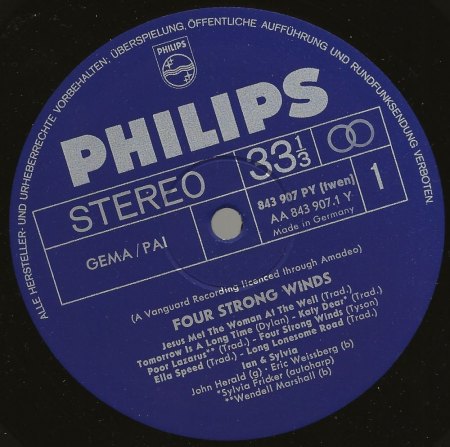 ALLE HERSTELLER- UND URHEBERRECHTE VORBEHALTEN: ÜBERSPIELUNG, ÖFFENTLICHE AUFFÜHRUNG UND RUNDFUNKSENDUNG VERBOTEN.
PHILIPS
PHILIPS
STEREO
33 1/3
GEMA/PAI
843 907 PY (twen)
AA 843 907.1 Y
Made in Germany
1
(A Vanguard Recording licenced through Amadeo)
FOUR STRONG WINDS
Jesus Met The Woman At The Well (Trad.)
Tomorrow Is A Long Time (Dylan) - Katy Dear* (Trad.)
Poor Lazarus** (Trad.) - Four Strong Winds (Tyson)
Ella Speed (Trad.) - Long Lonesome Road (Trad.)
Ian & Sylvia
John Herald (g) - Eric Weissberg (b)
*Sylvia Fricker (autoharp)
**Wendell Marshall (b)